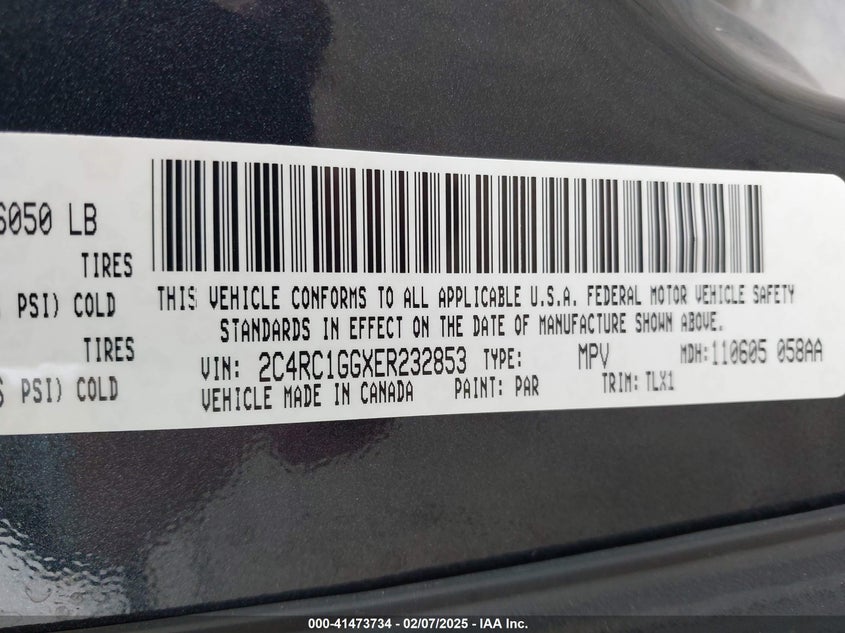 6050 LB
TIRES
PSI) COLD
TIRES
PSI) COLD
THIS VEHICLE CONFORMS TO ALL APPLICABLE U.S.A. FEDERAL MOTOR VEHICLE SAFETY
STANDARDS IN EFFECT ON THE DATE OF MANUFACTURE SHOWN ABOVE.
VIN: 2C4RC1GGXER232853 TYPE: MPV MDH:110605 058AA
VEHICLE MADE IN CANADA PAINT: PAR TRIM: TLX1
000-41473734 - 02/07/2025 - IAA Inc.